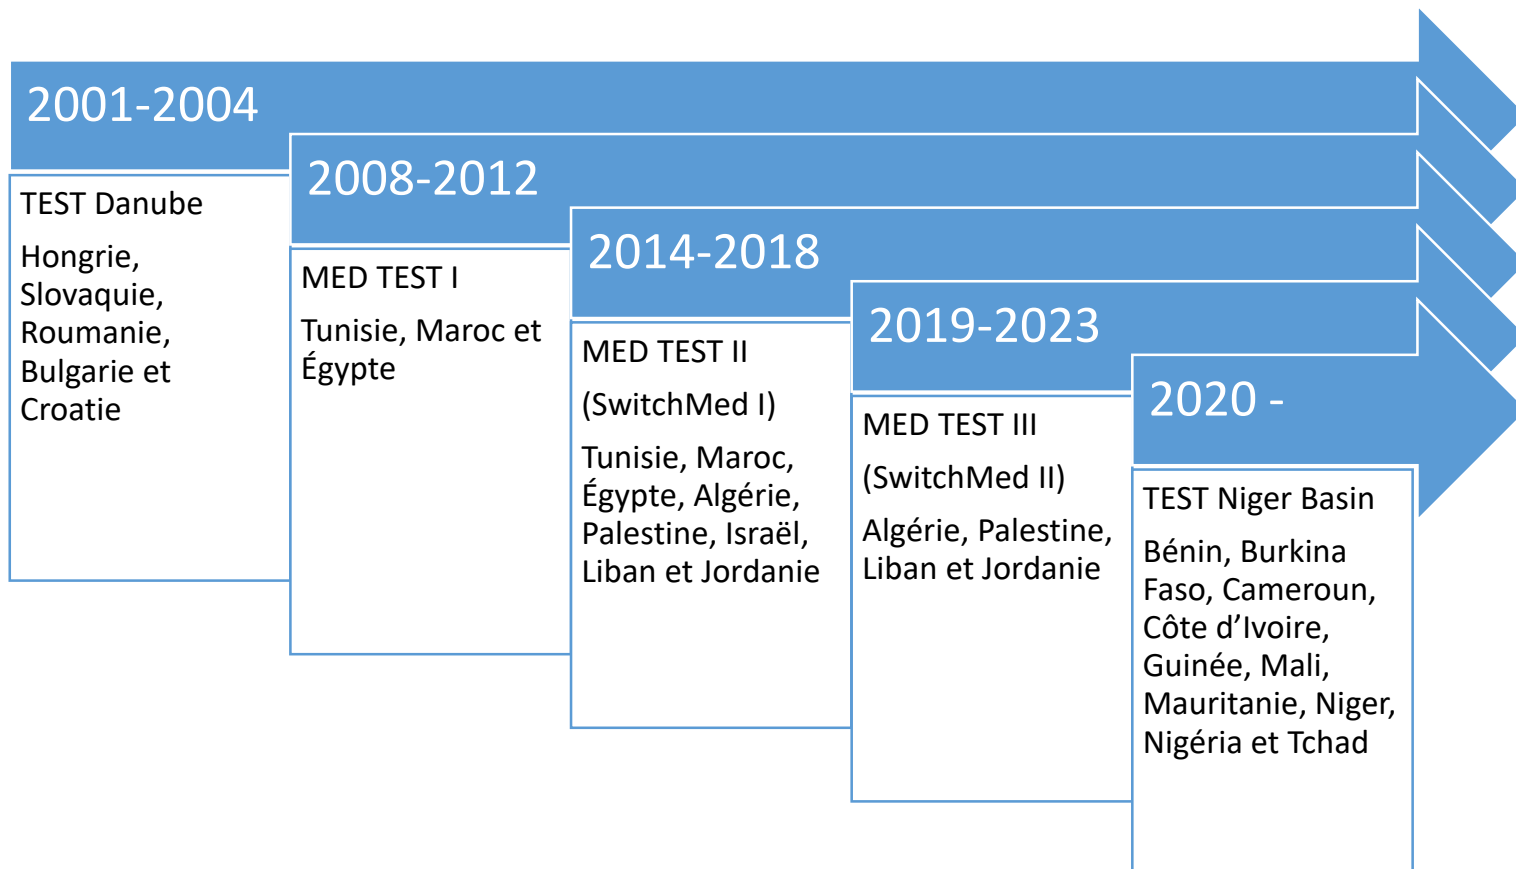 2001-2004
TEST Danube
Hongrie,
Slovaquie,
Roumanie,
Bulgarie et
Croatie
2008-2012
MED TEST I
Tunisie, Maroc et
Égypte
2014-2018
MED TEST II
(SwitchMed I)
Tunisie, Maroc,
Égypte, Algérie,
Palestine, Israël,
Liban et Jordanie
2019-2023
MED TEST III
(SwitchMed II)
Algérie, Palestine,
Liban et Jordanie
2020 -
TEST Niger Basin
Bénin, Burkina
Faso, Cameroun,
Côte d’Ivoire,
Guinée, Mali,
Mauritanie, Niger,
Nigéria et Tchad